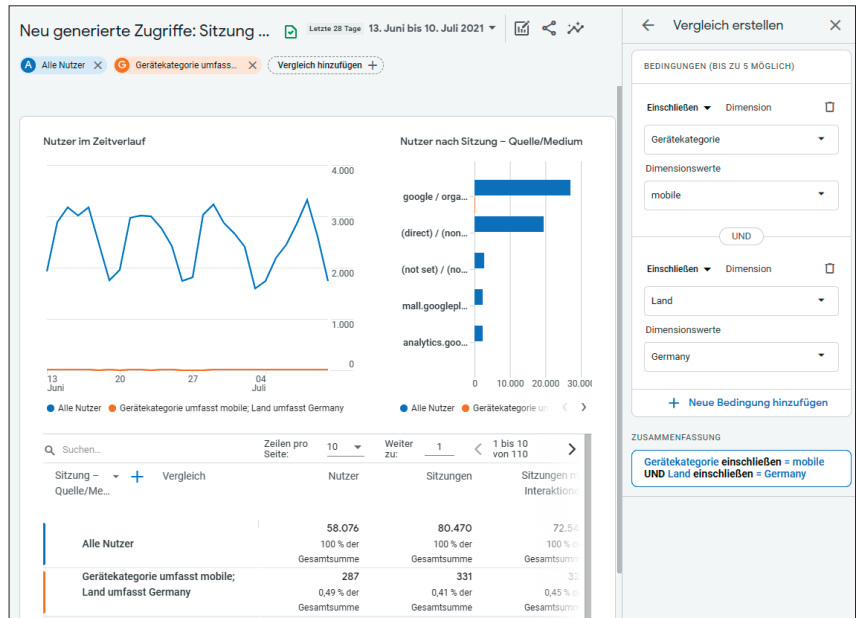 Neu generierte Zugriffe: Sitzung ...
Letzte 28 Tage 13. Juni bis 10. Juli 2021
A Alle Nutzer
G Gerätekategorie umfass...
Vergleich hinzufügen +
Nutzer im Zeitverlauf
4.000
3.000
2.000
1.000
0
13
Juni
20
27
04
Juli
Alle Nutzer Gerätekategorie umfasst mobile; Land umfasst Germany
Nutzer nach Sitzung – Quelle/Medium
google / orga...
(direct) / (non...
(not set) / (no...
mall.googlepl...
analytics.goo...
0 10.000 20.000 30.000
Alle Nutzer Gerätekategorie
Suchen...
Zeilen pro
Seite:
10
Weiter
zu:
1
1 bis 10
von 110
Sitzung –
Quelle/Me...
+
Vergleich
Nutzer
Sitzungen
Sitzungen
Alle Nutzer
58.076
100 % der
Gesamtsumme
80.470
100 % der
Gesamtsumme
72.54
100 %
Gerätekategorie umfasst mobile;
Land umfasst Germany
287
0,49 % der
Gesamtsumme
331
0,41 % der
Gesamtsumme
0,45 %
Vergleich erstellen
BEDINGUNGEN (BIS ZU 5 MÖGLICH)
Einschließen Dimension
Gerätekategorie
Dimensionswerte
mobile
UND
Einschließen Dimension
Land
Dimensionswerte
Germany
+ Neue Bedingung hinzufügen
ZUSAMMENFASSUNG
Gerätekategorie einschließen = mobile
UND Land einschließen = Germany